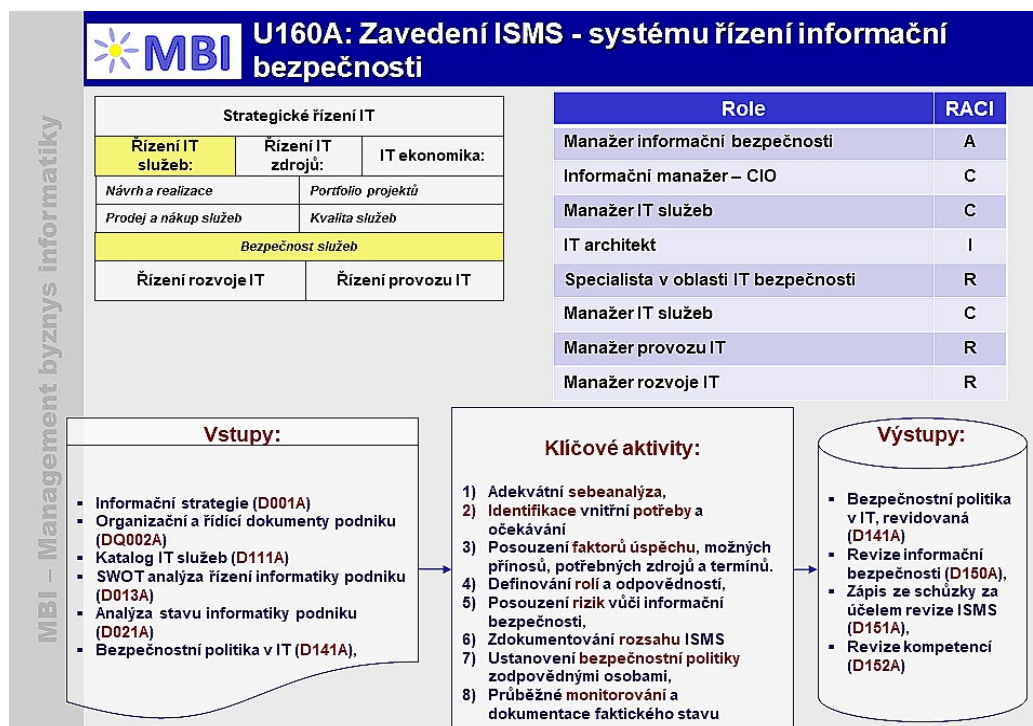 MBI
U160A: Zavedení ISMS - systému řízení informační
bezpečnosti
MBI – Management byznys informatiky
Strategické řízení IT
Řízení IT
služeb:
Řízení IT
zdrojů:
IT ekonomika:
Návrh a realizace
Portfolio projektů
Prodej a nákup služeb
Kvalita služeb
Bezpečnost služeb
Řízení rozvoje IT
Řízení provozu IT
Role RACI
Manažer informační bezpečnosti A
Informační manažer – CIO C
Manažer IT služeb C
IT architekt I
Specialista v oblasti IT bezpečnosti R
Manažer IT služeb C
Manažer provozu IT R
Manažer rozvoje IT R
Vstupy:
▪ Informační strategie (D001A)
▪ Organizační a řídící dokumenty podniku
(DQ002A)
▪ Katalog IT služeb (D111A)
▪ SWOT analýza řízení informatiky podniku
(D013A)
▪ Analýza stavu informatiky podniku
(D021A)
▪ Bezpečnostní politika v IT (D141A),
Klíčové aktivity:
1) Adekvátní sebeanalýza,
2) Identifikace vnitřní potřeby a
očekávání
3) Posouzení faktorů úspěchu, možných
přínosů, potřebných zdrojů a termínů.
4) Definování rolí a odpovědností,
5) Posouzení rizik vůči informační
bezpečnosti,
6) Zdokumentování rozsahu ISMS
7) Ustanovení bezpečnostní politiky
zodpovědnými osobami,
8) Průběžné monitorování a
dokumentace faktického stavu
Výstupy:
▪ Bezpečnostní politika
v IT, revidovaná
(D141A)
▪ Revize informační
bezpečnosti (D150A),
▪ Zápis ze schůzky za
účelem revize ISMS
(D151A),
▪ Revize kompetencí
(D152A)